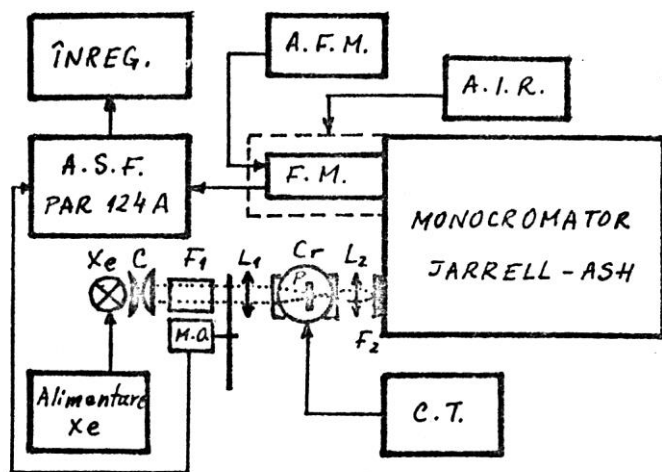 ÎNREG.
A.F.M.
A.I.R.
A.S.F.
PAR 124A
F.M.
MONOCROMATOR
JARRELL-ASH
Xe C F1 L1 Cr L2
P
M.O.
F2
Alimentare
Xe
C.T.